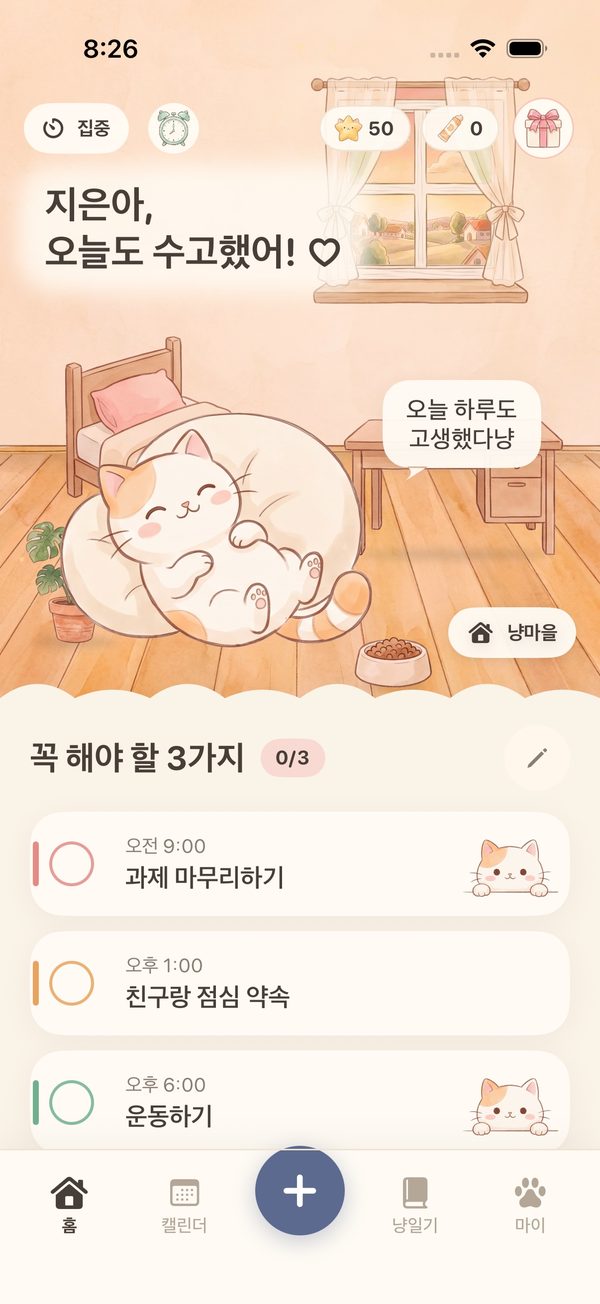 8:26
집중
50
0
지은아,
오늘도 수고했어! ♡
오늘 하루도
고생했다냥
냥마을
꼭 해야 할 3가지
0/3
오전 9:00
과제 마무리하기
오후 1:00
친구랑 점심 약속
오후 6:00
운동하기
홈
캘린더
냥일기
마이